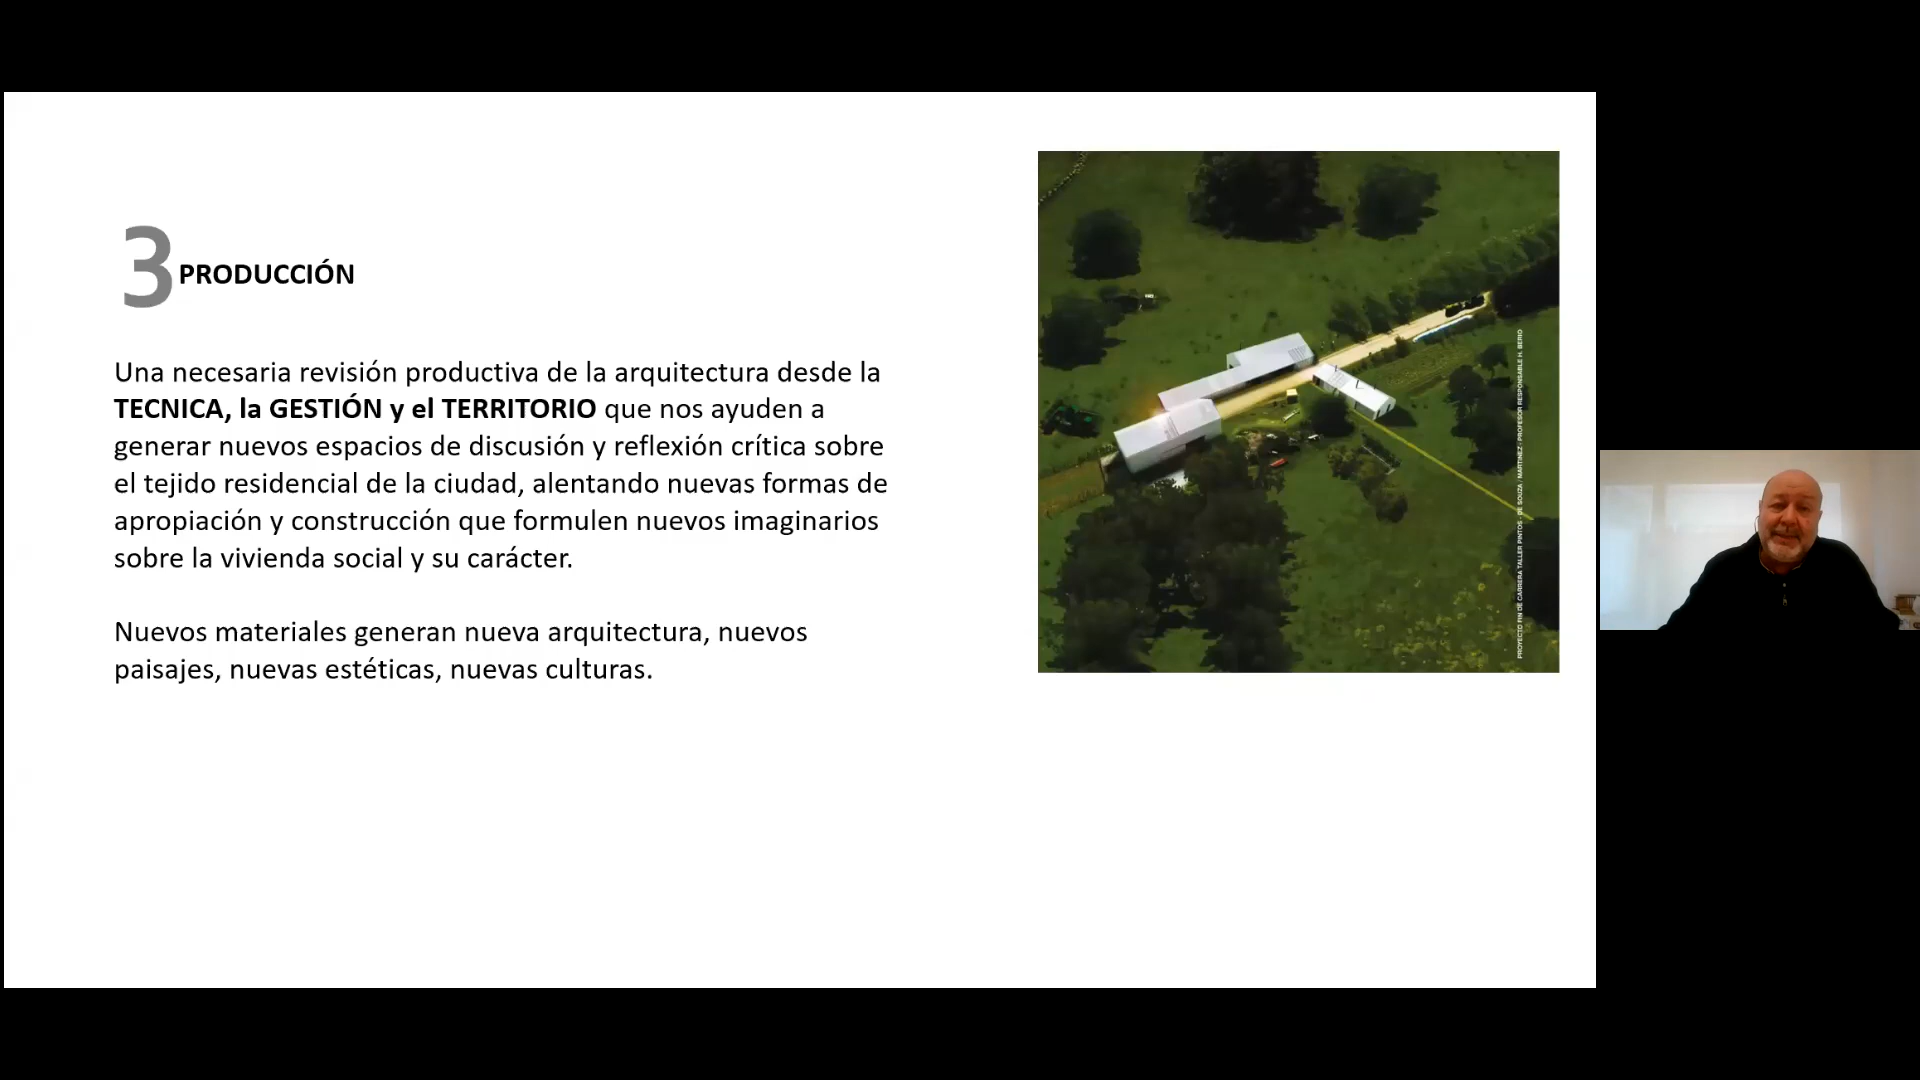 3 PRODUCCIÓN
Una necesaria revisión productiva de la arquitectura desde la
TECNICA, la GESTIÓN y el TERRITORIO que nos ayuden a
generar nuevos espacios de discusión y reflexión crítica sobre
el tejido residencial de la ciudad, alentando nuevas formas de
apropiación y construcción que formulen nuevos imaginarios
sobre la vivienda social y su carácter.
Nuevos materiales generan nueva arquitectura, nuevos
paisajes, nuevas estéticas, nuevas culturas.
PROYECTO FIN DE CARRERA TALLER PINTOS - DE SOUZA / MARTINEZ - PROFESOR RESPONSABLE H. BERIO